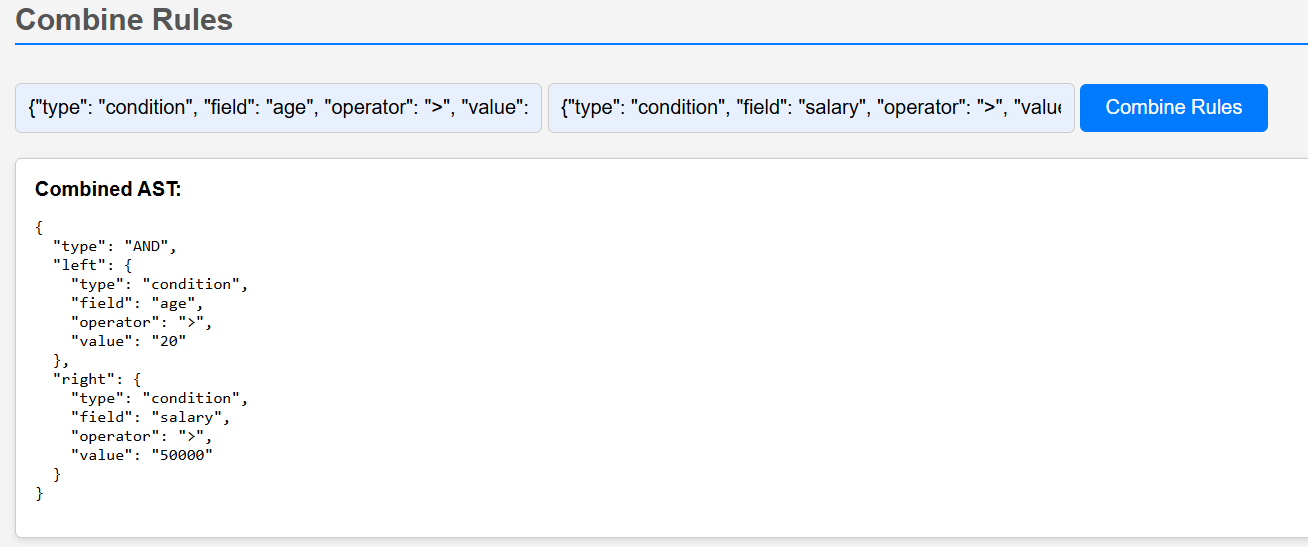 Combine Rules
{"type": "condition", "field": "age", "operator": ">", "value": {"type": "condition", "field": "salary", "operator": ">", "value Combine Rules
Combined AST:
{
  "type": "AND",
  "left": {
    "type": "condition",
    "field": "age",
    "operator": ">",
    "value": "20"
  },
  "right": {
    "type": "condition",
    "field": "salary",
    "operator": ">",
    "value": "50000"
  }
}